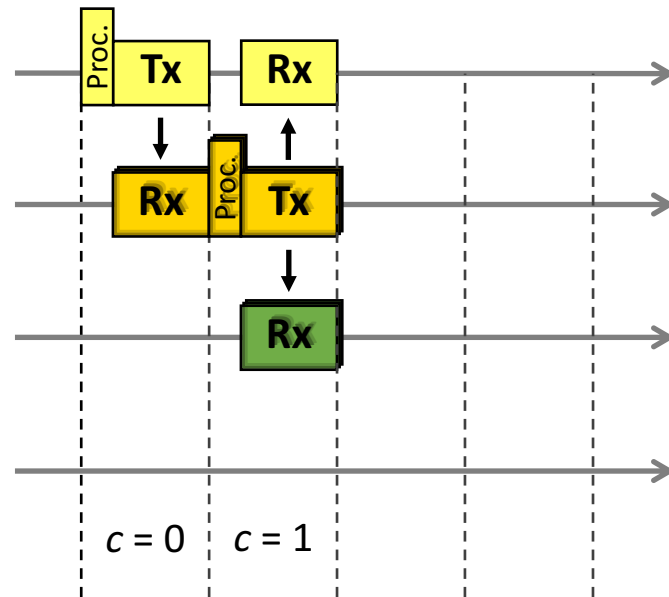 Proc.
Tx
Rx
Rx
Proc.
Tx
Rx
c = 0
c = 1